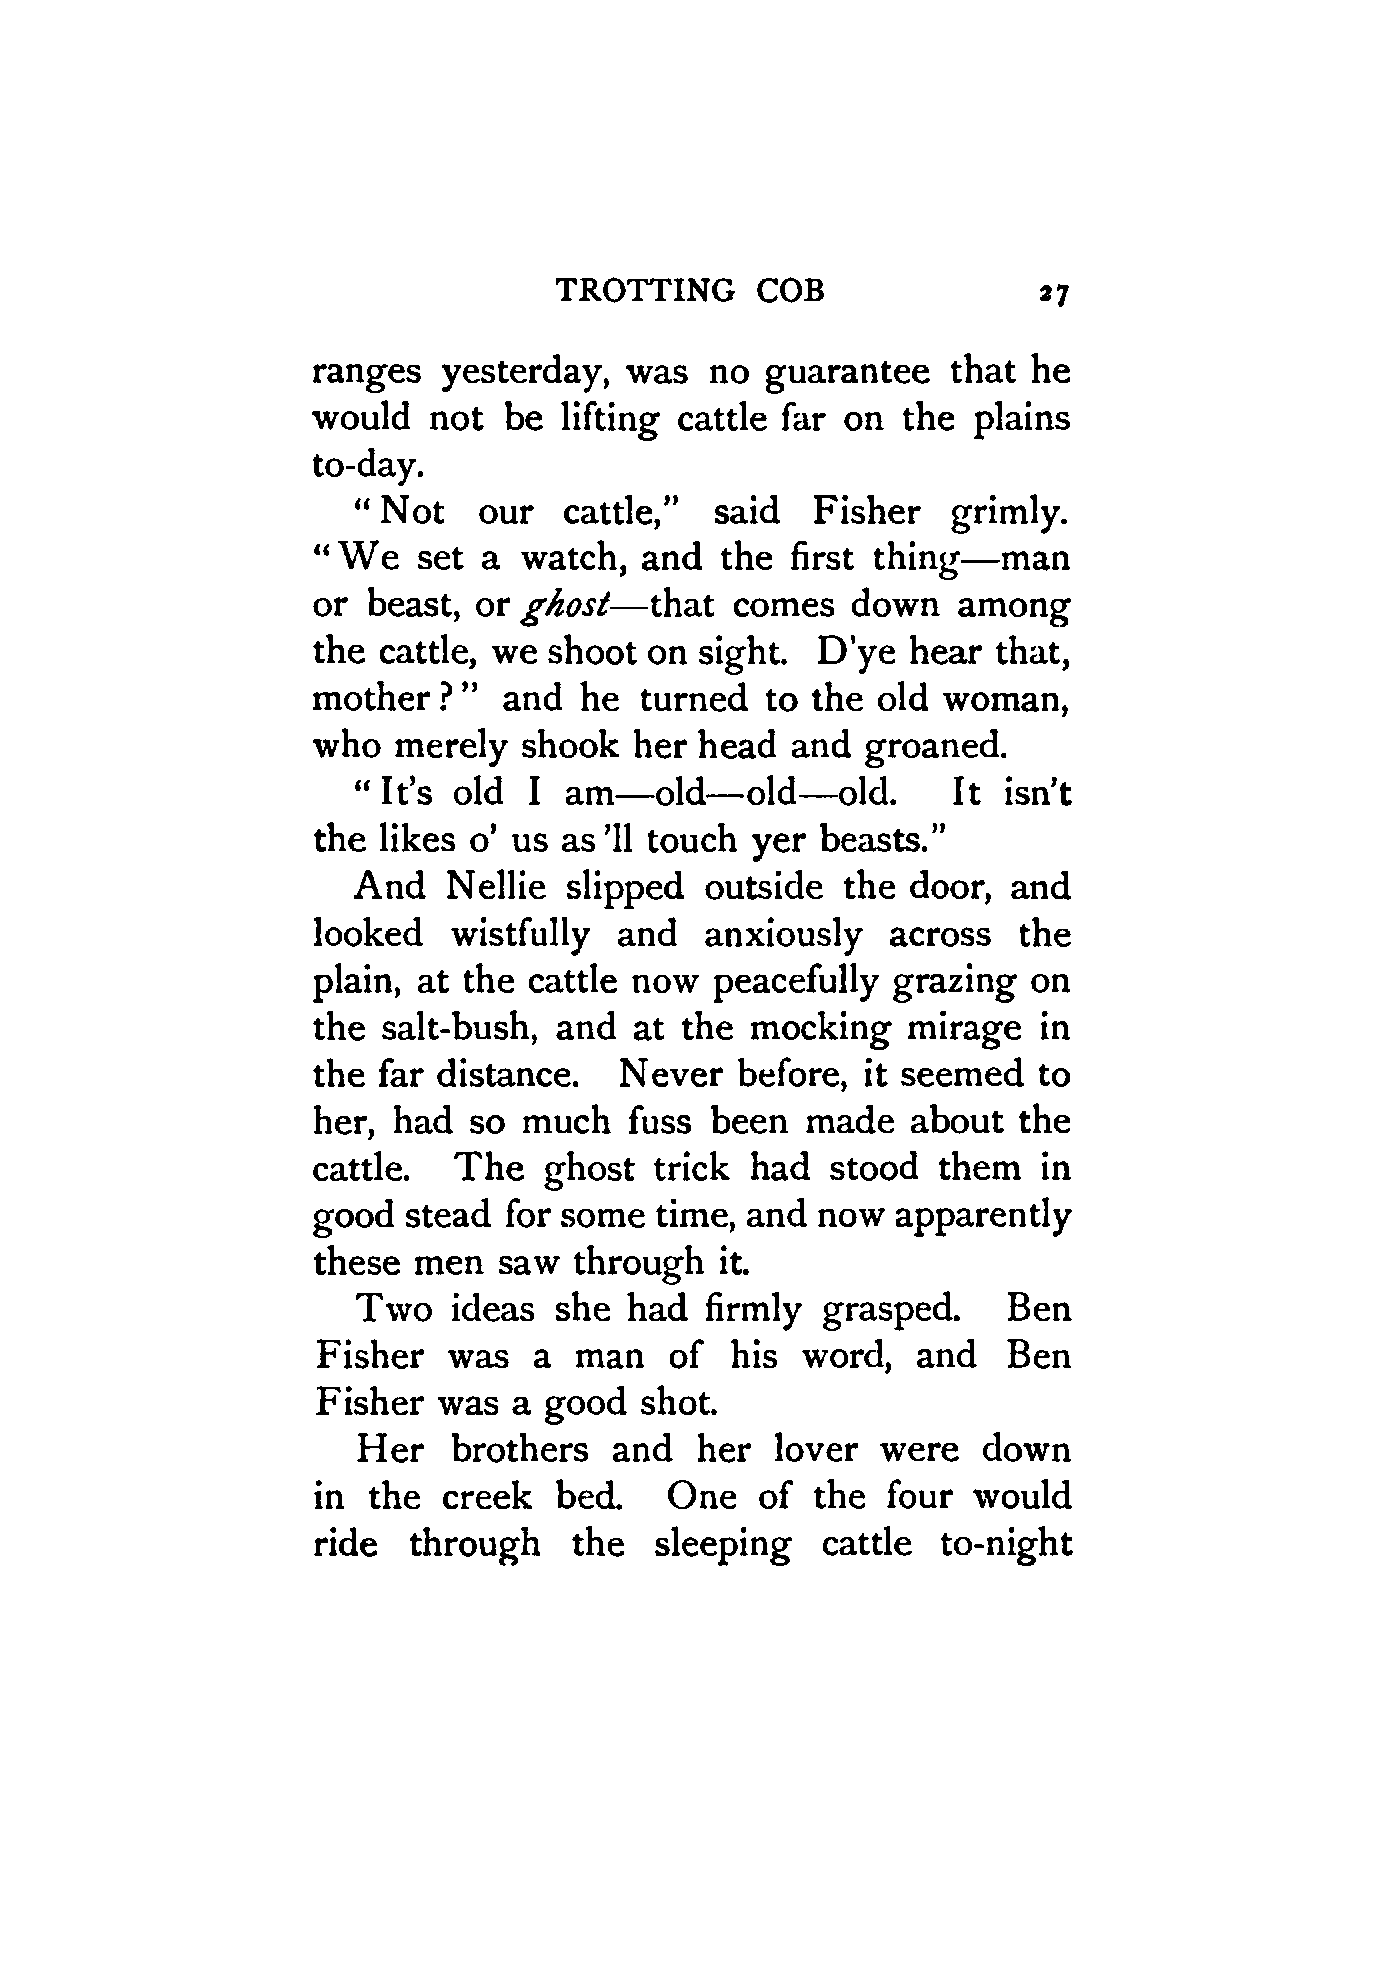 TROTTING COB 27
ranges yesterday, was no guarantee that he
would not be lifting cattle far on the plains
to-day.
“Not our cattle,” said Fisher grimly.
“We set a watch, and the first thing—man
or beast, or ghost—that comes down among
the cattle, we shoot on sight. D'ye hear that,
mother?” and he turned to the old woman,
who merely shook her head and groaned.
“It's old I am—old—old—old. It isn't
the likes o' us as 'll touch yer beasts.”
And Nellie slipped outside the door, and
looked wistfully and anxiously across the
plain, at the cattle now peacefully grazing on
the salt-bush, and at the mocking mirage in
the far distance. Never before, it seemed to
her, had so much fuss been made about the
cattle. The ghost trick had stood them in
good stead for some time, and now apparently
these men saw through it.
Two ideas she had firmly grasped. Ben
Fisher was a man of his word, and Ben
Fisher was a good shot.
Her brothers and her lover were down
in the creek bed. One of the four would
ride through the sleeping cattle to-night